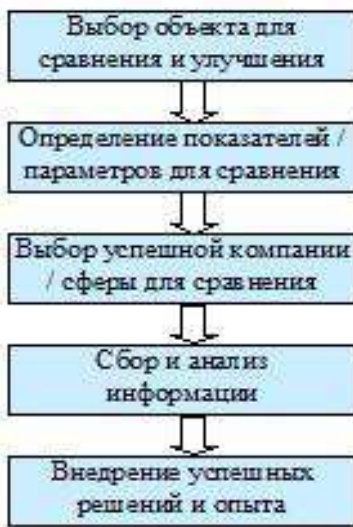 Выбор объекта для
сравнения и улучшения
Определение показателей /
параметров для сравнения
Выбор успешной компании
/ сферы для сравнения
Сбор и анализ
информации
Внедрение успешных
решений и опыта